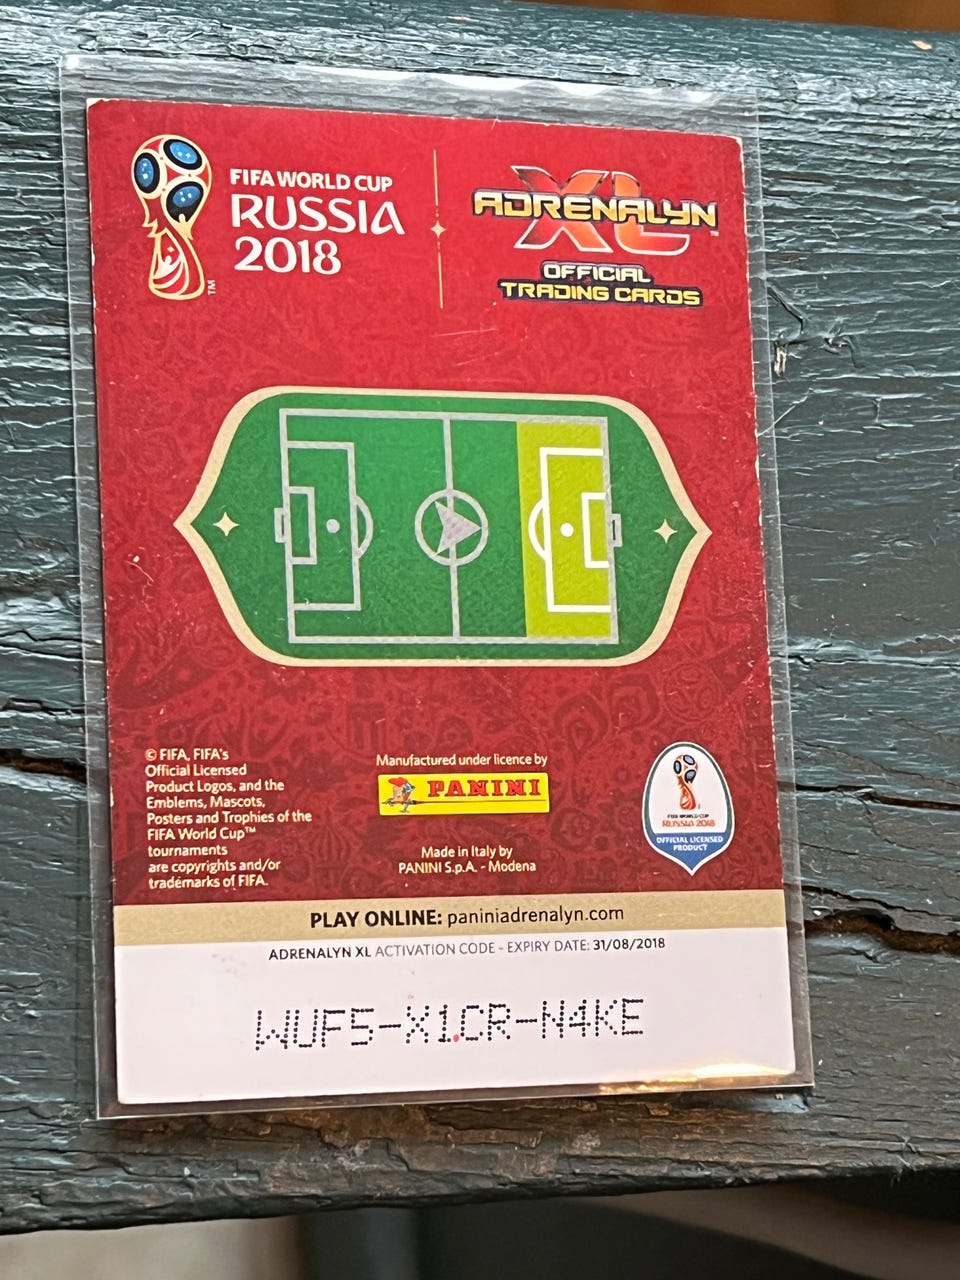 FIFA WORLD CUP
RUSSIA
2018
TM
XL
ADRENALYN
TM
OFFICIAL
TRADING CARDS
© FIFA, FIFA's
Official Licensed
Product Logos, and the
Emblems, Mascots,
Posters and Trophies of the
FIFA World Cup™
tournaments
are copyrights and/or
trademarks of FIFA.
Manufactured under licence by
PANINI
Made in Italy by
PANINI S.p.A. - Modena
FIFA WORLD CUP
RUSSIA 2018
OFFICIAL LICENSED
PRODUCT
PLAY ONLINE: paniniadrenalyn.com
ADRENALYN XL ACTIVATION CODE - EXPIRY DATE: 31/08/2018
WUF5-X1CR-N4KE